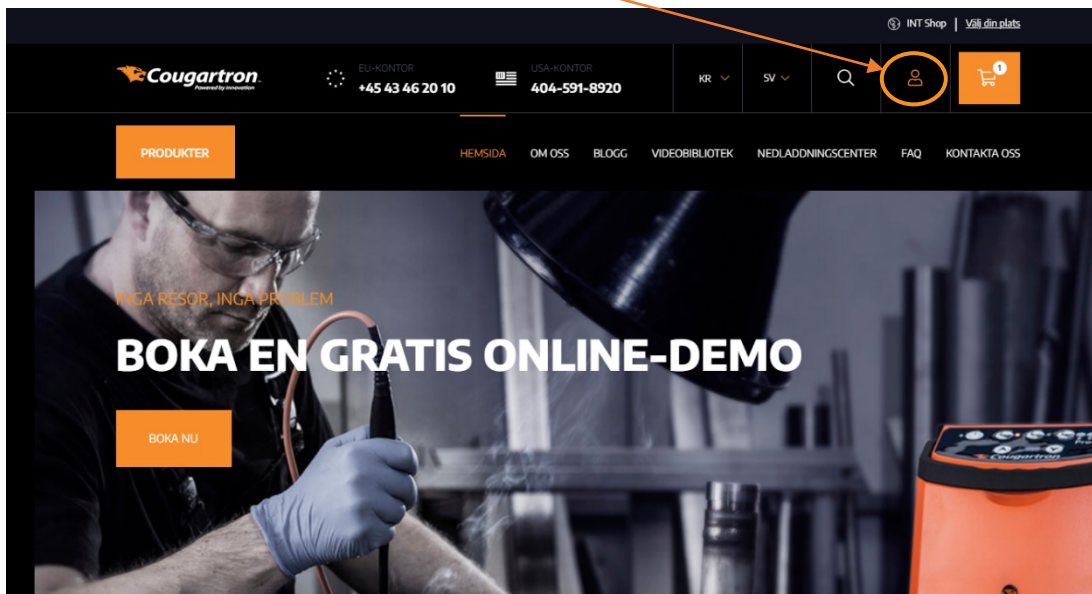 INT Shop | Välj din plats
Cougartron
Powered by innovation
EU-KONTOR
+45 43 46 20 10
USA-KONTOR
404-591-8920
KR
SV
1
PRODUKTER
HEMSIDA OM OSS BLOGG VIDEOBIBLIOTEK NEDLADDNINGSCENTER FAQ KONTAKTA OSS
INGA RESOR, INGA PROBLEM
BOKA EN GRATIS ONLINE-DEMO
BOKA NU
Cougartron